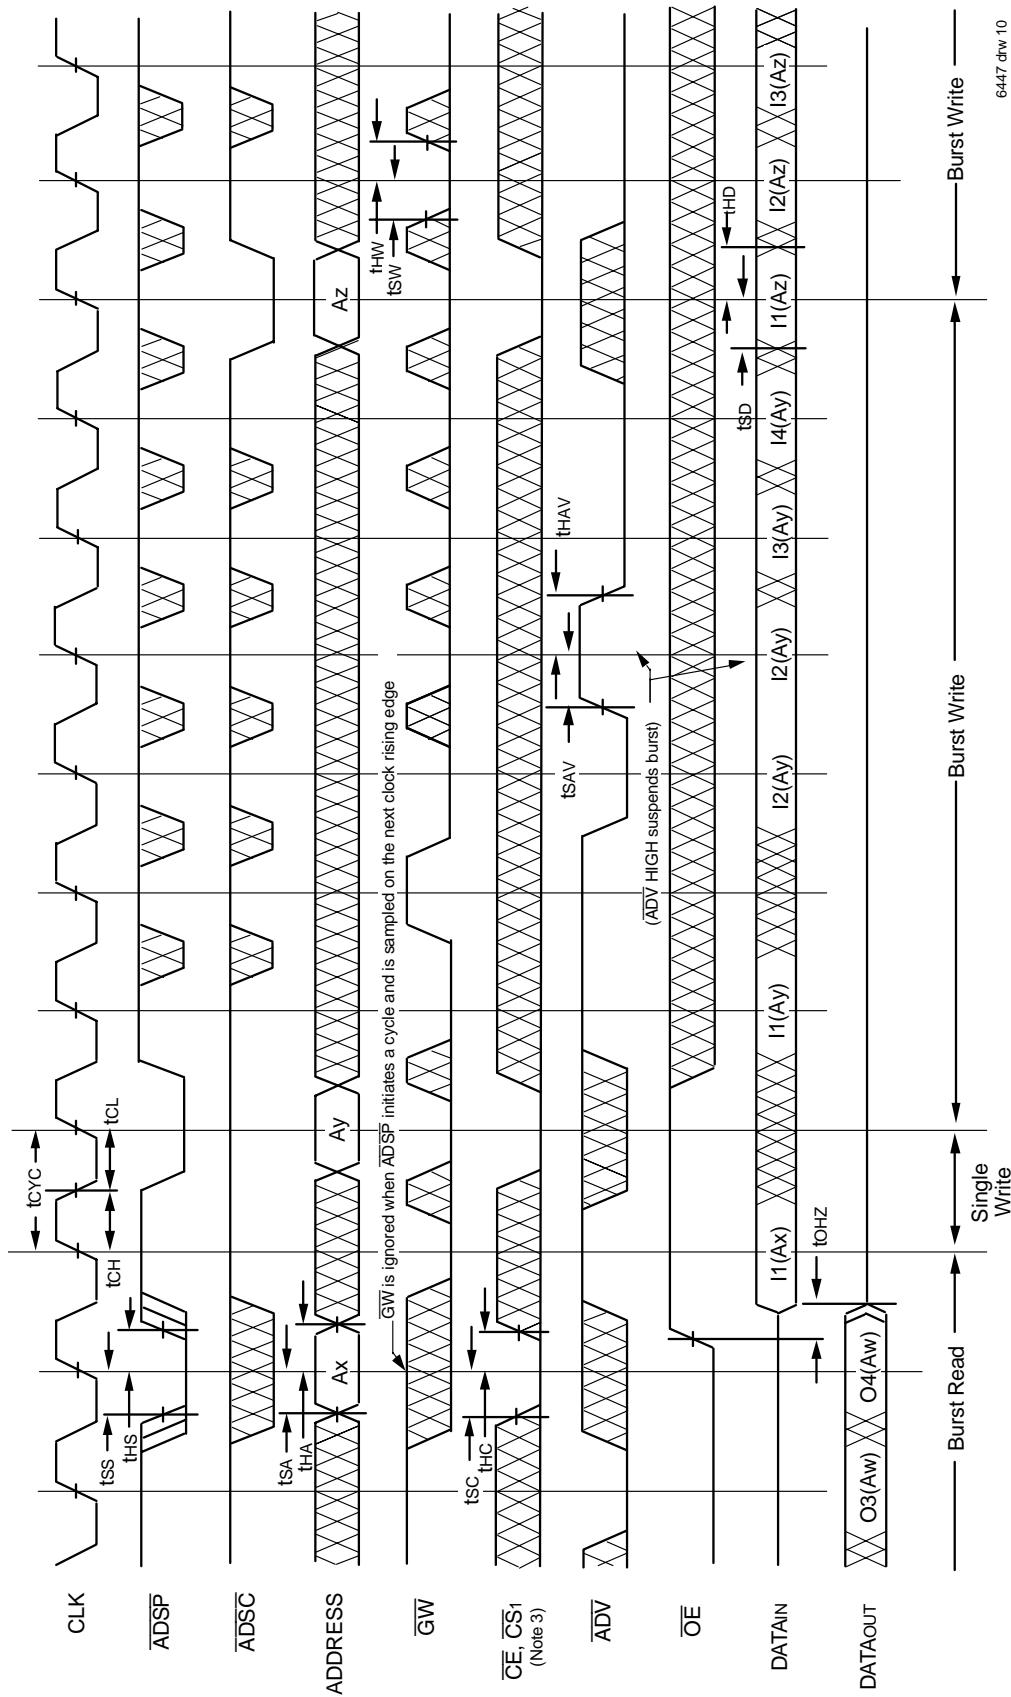 CLK
tCYC
tCH
tCL
tSS
tHS
ADSP
ADSC
tSA
tHA
ADDRESS
Ax
Ay
Az
GW is ignored when ADSP initiates a cycle and is sampled on the next clock rising edge
tHW
tSW
GW
tSC
tHC
CE, CS1
(Note 3)
tSAV
tHAV
ADV
(ADV HIGH suspends burst)
OE
tHD
tSD
DATAIN
I1(Ax)
I1(Ay)
I2(Ay)
I2(Ay)
I3(Ay)
I4(Ay)
I1(Az)
I2(Az)
I3(Az)
tOHZ
DATAOUT
O3(Aw)
O4(Aw)
Burst Read
Single
Write
Burst Write
Burst Write
6447 drw 10